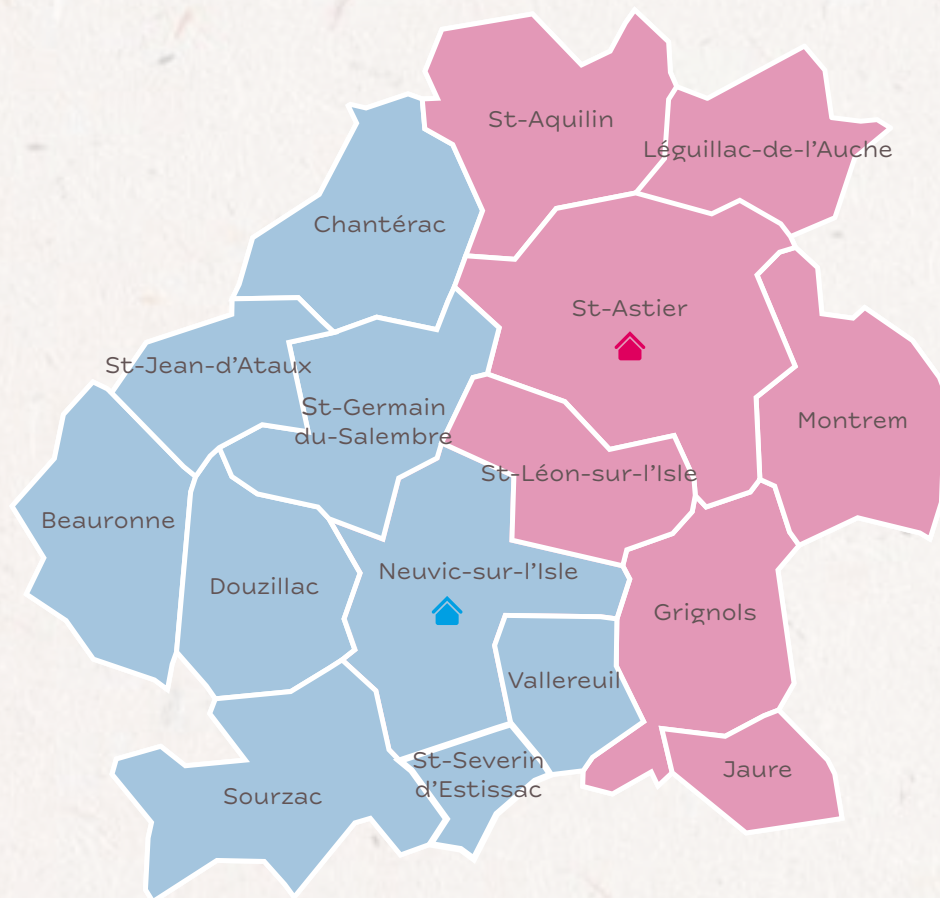 St-Aquilin
Léguillac-de-l'Auche
Chantérac
St-Astier
St-Jean-d'Ataux
St-Germain
du-Salembre
Montrem
St-Léon-sur-l'Isle
Beauronne
Neuvic-sur-l'Isle
Douzillac
Grignols
Vallereuil
St-Severin
d'Estissac
Jaure
Sourzac